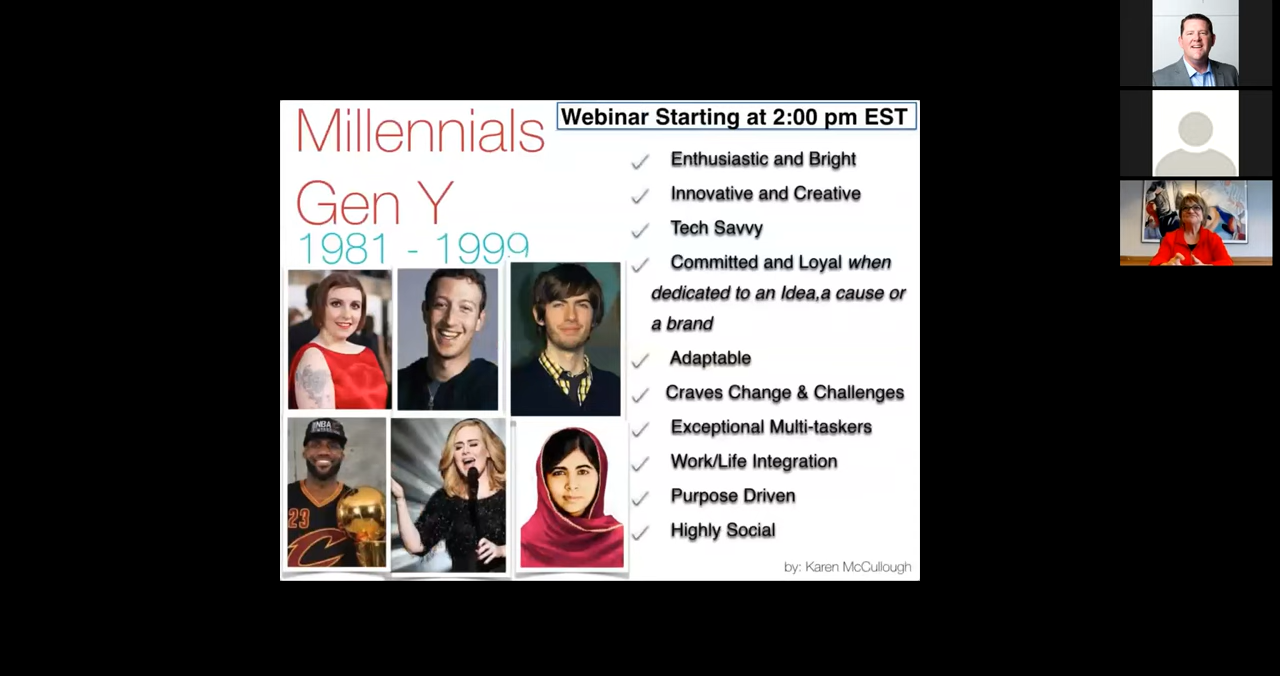 Millennials
Webinar Starting at 2:00 pm EST
Gen Y
1981 - 1999
Enthusiastic and Bright
Innovative and Creative
Tech Savvy
Committed and Loyal when
dedicated to an Idea,a cause or
a brand
Adaptable
Craves Change & Challenges
Exceptional Multi-taskers
Work/Life Integration
Purpose Driven
Highly Social
NBA
23
C
by: Karen McCullough